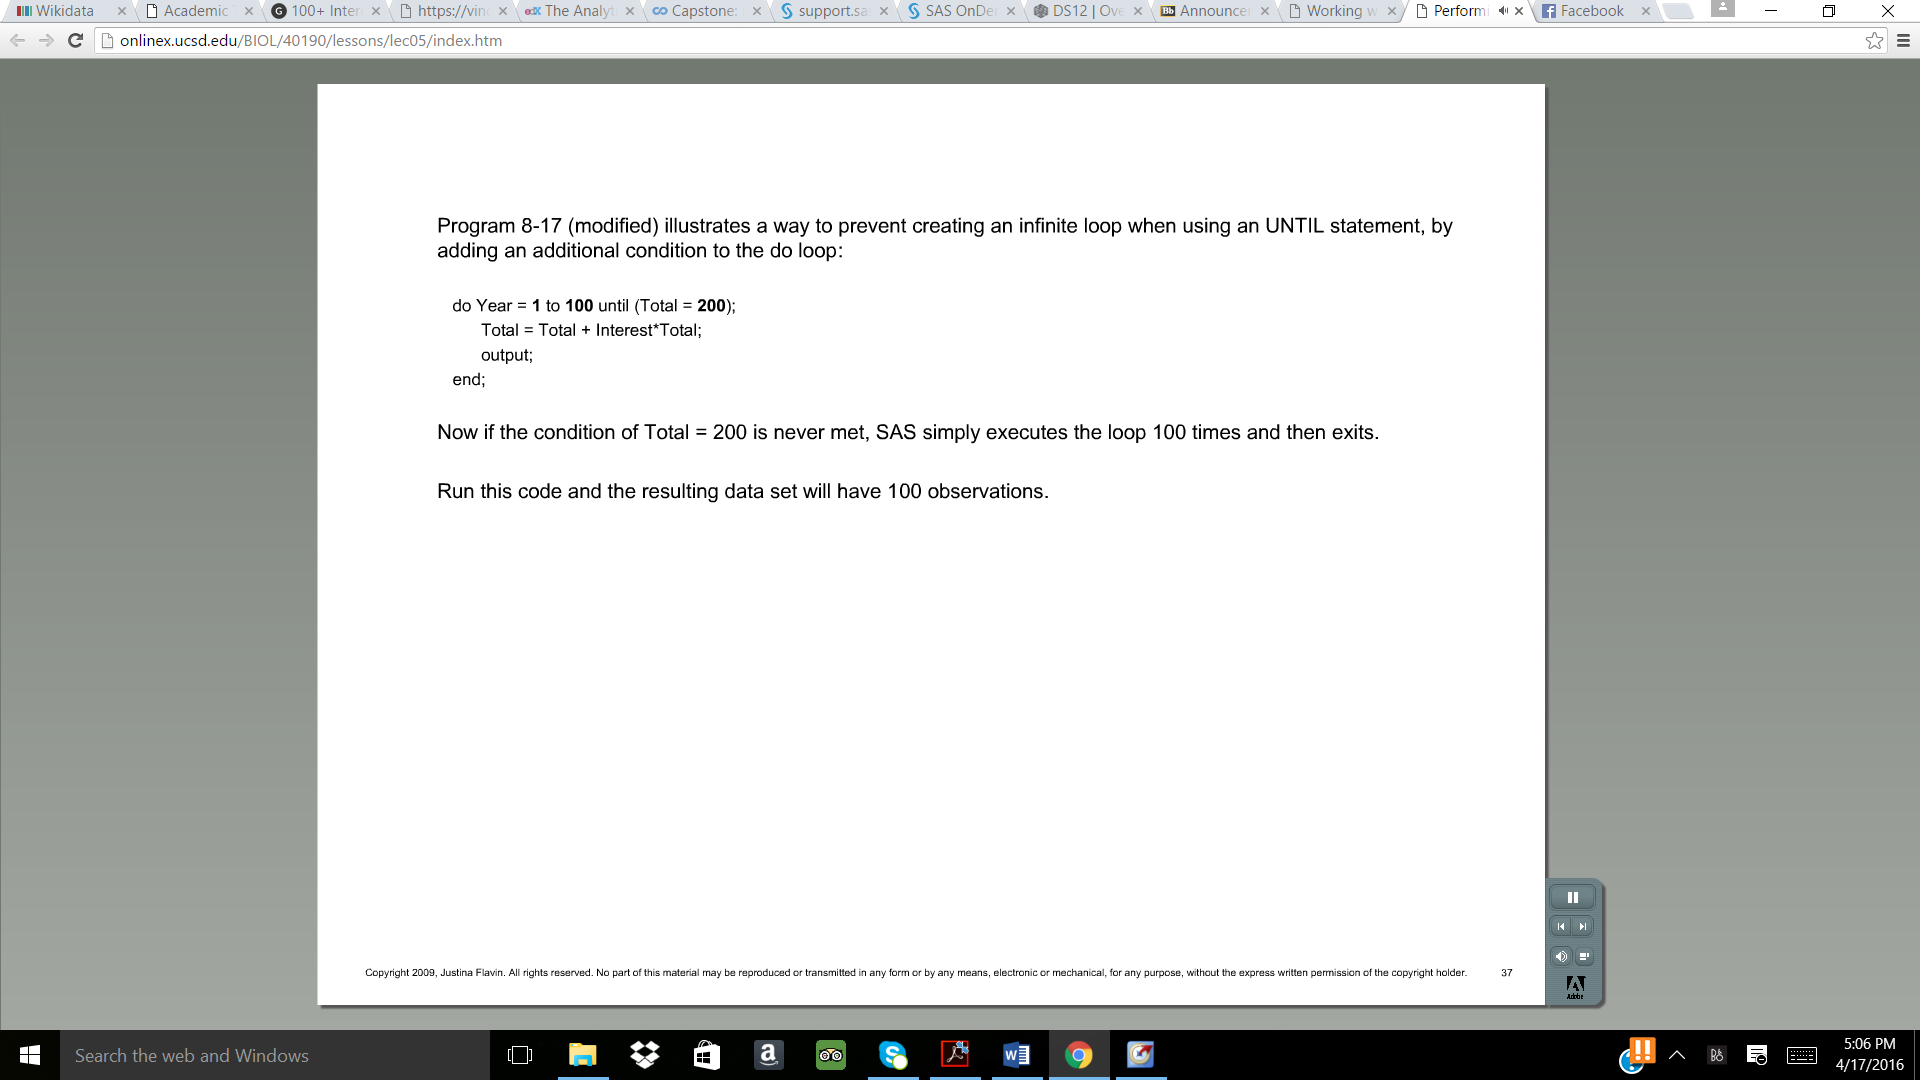 Wikidata
Academic
100+ Inter
https://vin
edX The Analyt
Capstone:
support.sa
SAS OnDe
DS12 | Ove
Bb Announce
Working w
Perform
Facebook
onlinex.ucsd.edu/BIOL/40190/lessons/lec05/index.htm
Program 8-17 (modified) illustrates a way to prevent creating an infinite loop when using an UNTIL statement, by
adding an additional condition to the do loop:
do Year = 1 to 100 until (Total = 200);
Total = Total + Interest*Total;
output;
end;
Now if the condition of Total = 200 is never met, SAS simply executes the loop 100 times and then exits.
Run this code and the resulting data set will have 100 observations.
Copyright 2009, Justina Flavin. All rights reserved. No part of this material may be reproduced or transmitted in any form or by any means, electronic or mechanical, for any purpose, without the express written permission of the copyright holder.
37
Adobe
Search the web and Windows
5:06 PM
4/17/2016